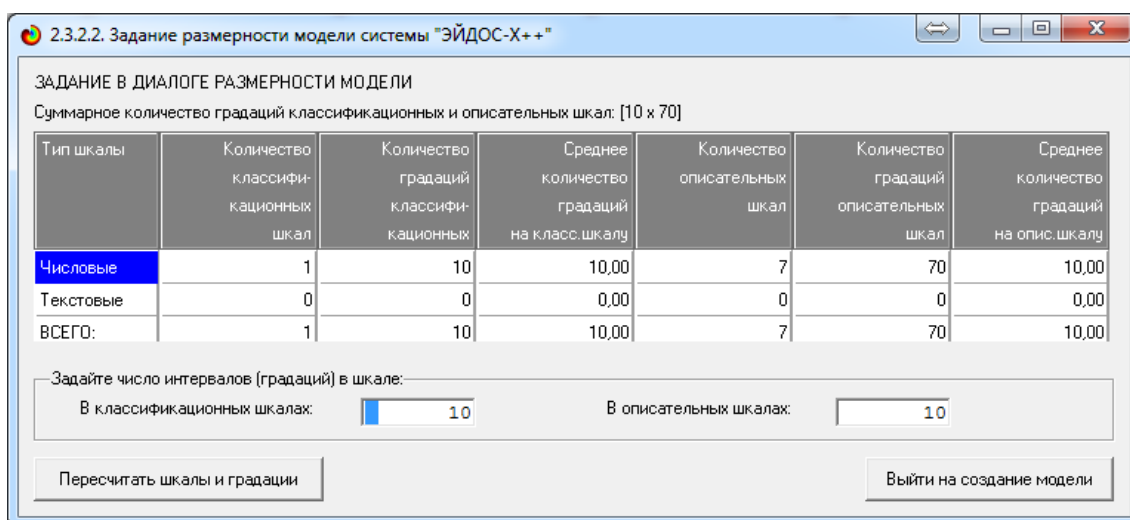 2.3.2.2. Задание размерности модели системы "ЭЙДОС-X++"
ЗАДАНИЕ В ДИАЛОГЕ РАЗМЕРНОСТИ МОДЕЛИ
Суммарное количество градаций классификационных и описательных шкал: [10 x 70]
Тип шкалы Количество Количество Среднее Количество Количество Среднее
классифи- градаций количество описательных градаций количество
кационных классифи- градаций шкал описательных градаций
шкал кационных на класс.шкалу шкал на опис.шкалу
Числовые 1 10 10,00 7 70 10,00
Текстовые 0 0 0,00 0 0 0,00
ВСЕГО: 1 10 10,00 7 70 10,00
Задайте число интервалов (градаций) в шкале:
В классификационных шкалах: 10 В описательных шкалах: 10
Пересчитать шкалы и градации Выйти на создание модели